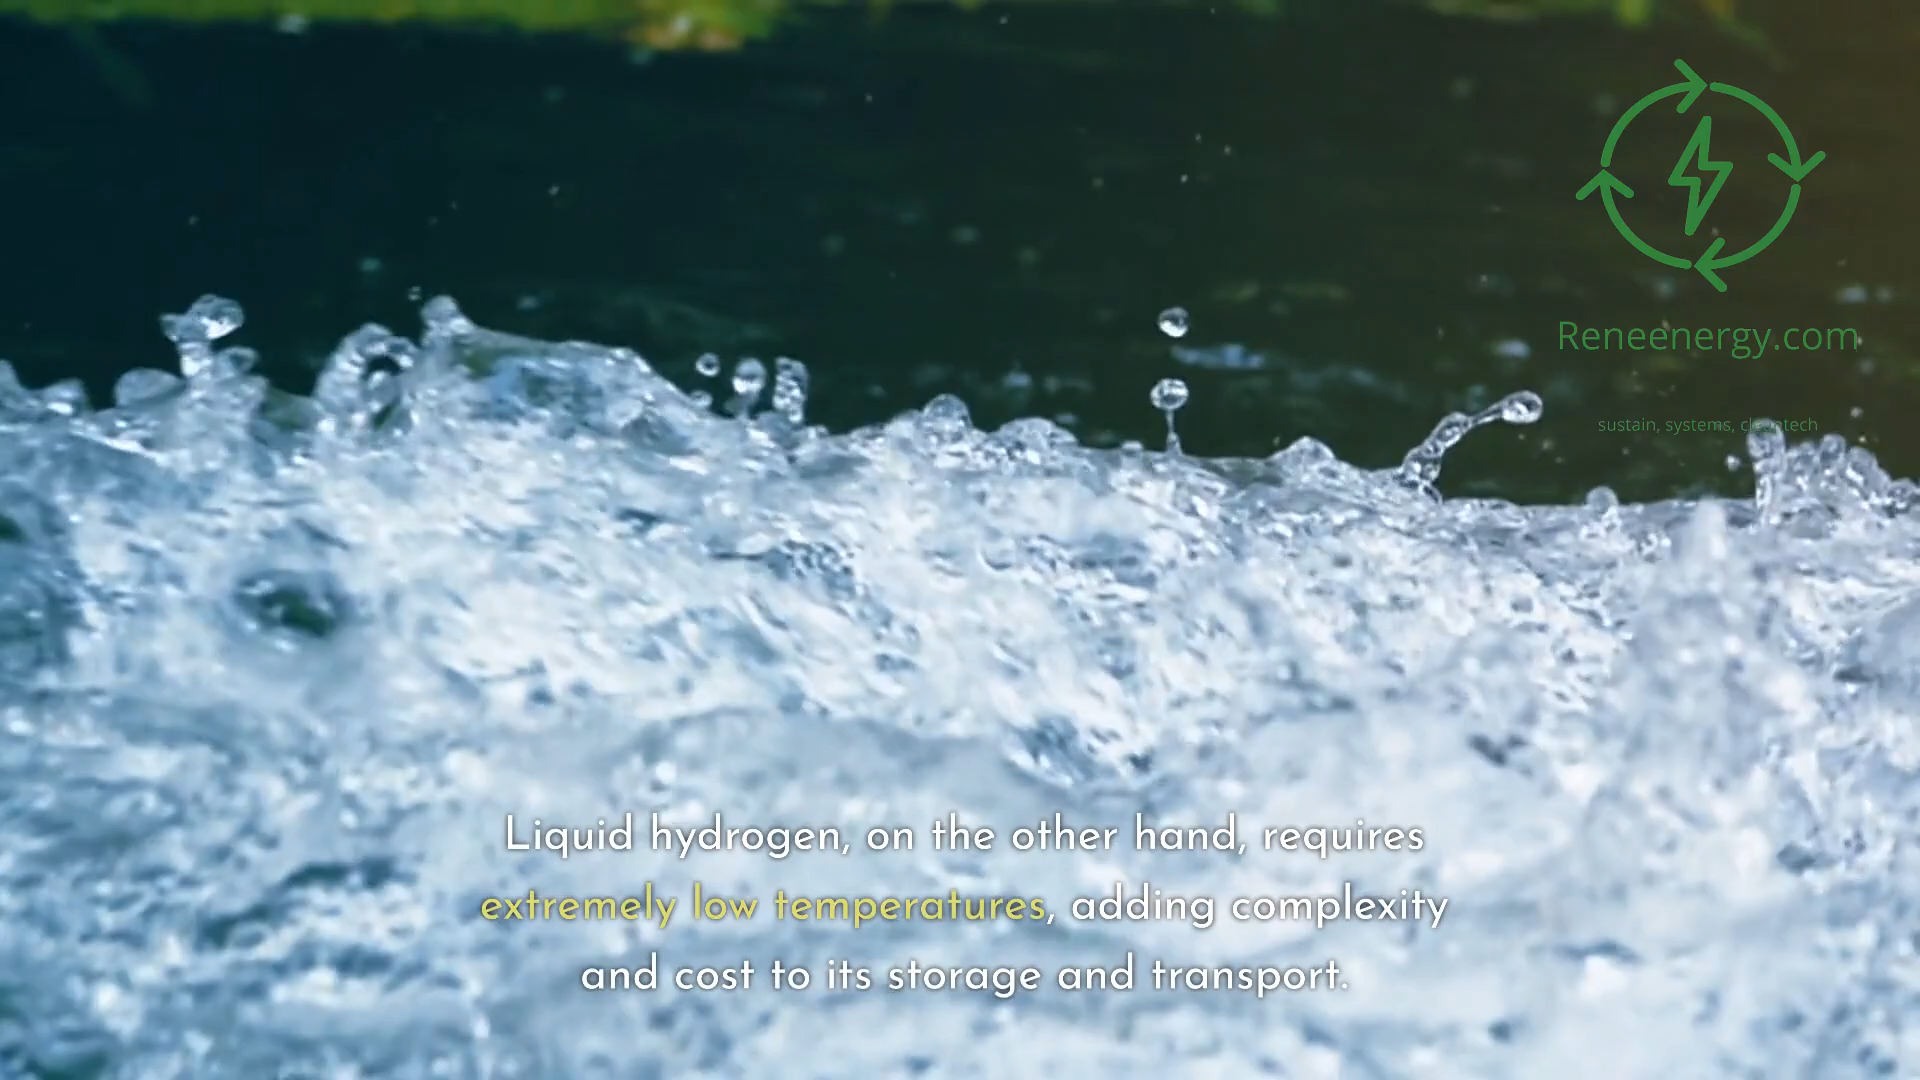 Reneenergy.com
sustain, systems, cleantech
Liquid hydrogen, on the other hand, requires
extremely low temperatures, adding complexity
and cost to its storage and transport.